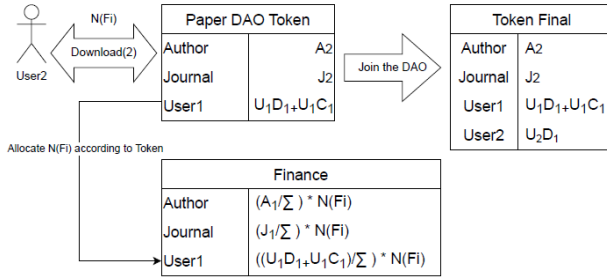 N(Fi)
Download(2)
User2
Paper DAO Token
Author A2
Journal J2
User1 U1D1+U1C1
Join the DAO
Token Final
Author A2
Journal J2
User1 U1D1+U1C1
User2 U2D1
Allocate N(Fi) according to Token
Finance
Author (A1/Σ ) * N(Fi)
Journal (J1/Σ ) * N(Fi)
User1 ((U1D1+U1C1)/Σ ) * N(Fi)